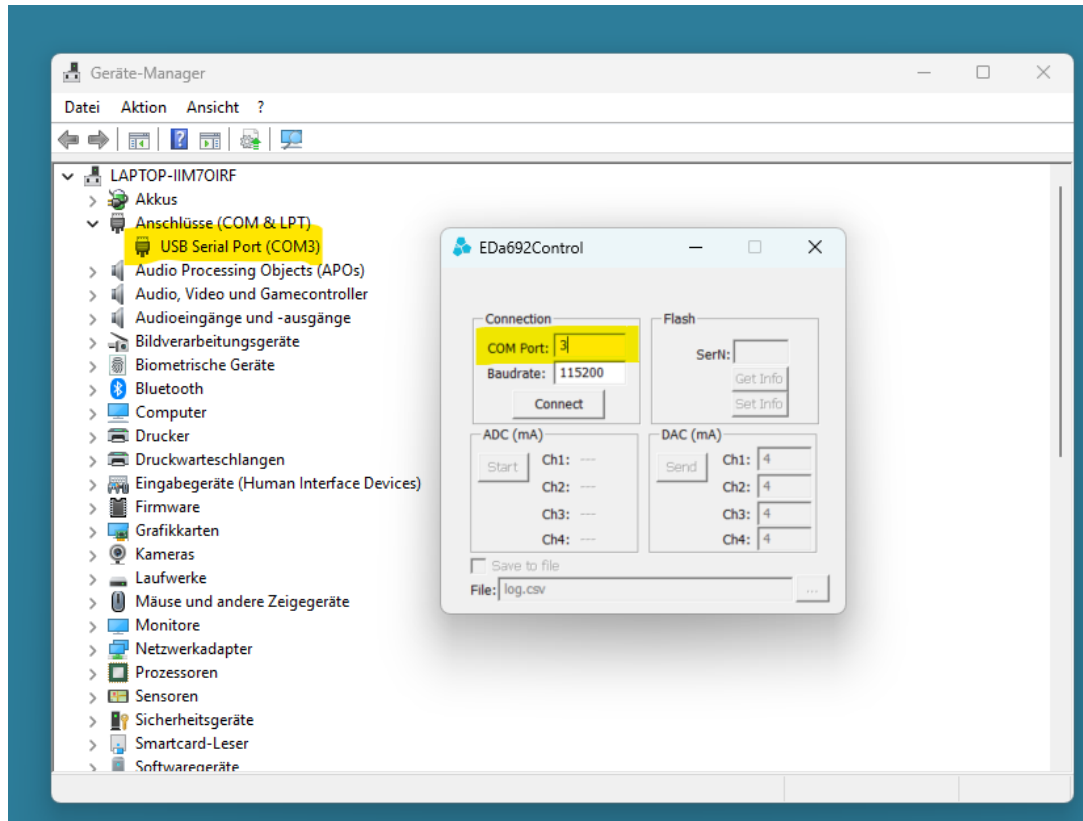 Geräte-Manager
Datei Aktion Ansicht ?
LAPTOP-IIM7OIRF
Akkus
Anschlüsse (COM & LPT)
USB Serial Port (COM3)
Audio Processing Objects (APOs)
Audio, Video und Gamecontroller
Audioeingänge und -ausgänge
Bildverarbeitungsgeräte
Biometrische Geräte
Bluetooth
Computer
Drucker
Druckwarteschlangen
Eingabegeräte (Human Interface Devices)
Firmware
Grafikkarten
Kameras
Laufwerke
Mäuse und andere Zeigegeräte
Monitore
Netzwerkadapter
Prozessoren
Sensoren
Sicherheitsgeräte
Smartcard-Leser
Softwaregeräte
EDa692Control
Connection
COM Port: 3
Baudrate: 115200
Connect
Flash
SerN:
Get Info
Set Info
ADC (mA)
Start
Ch1: ---
Ch2: ---
Ch3: ---
Ch4: ---
DAC (mA)
Send
Ch1: 4
Ch2: 4
Ch3: 4
Ch4: 4
Save to file
File: log.csv
...